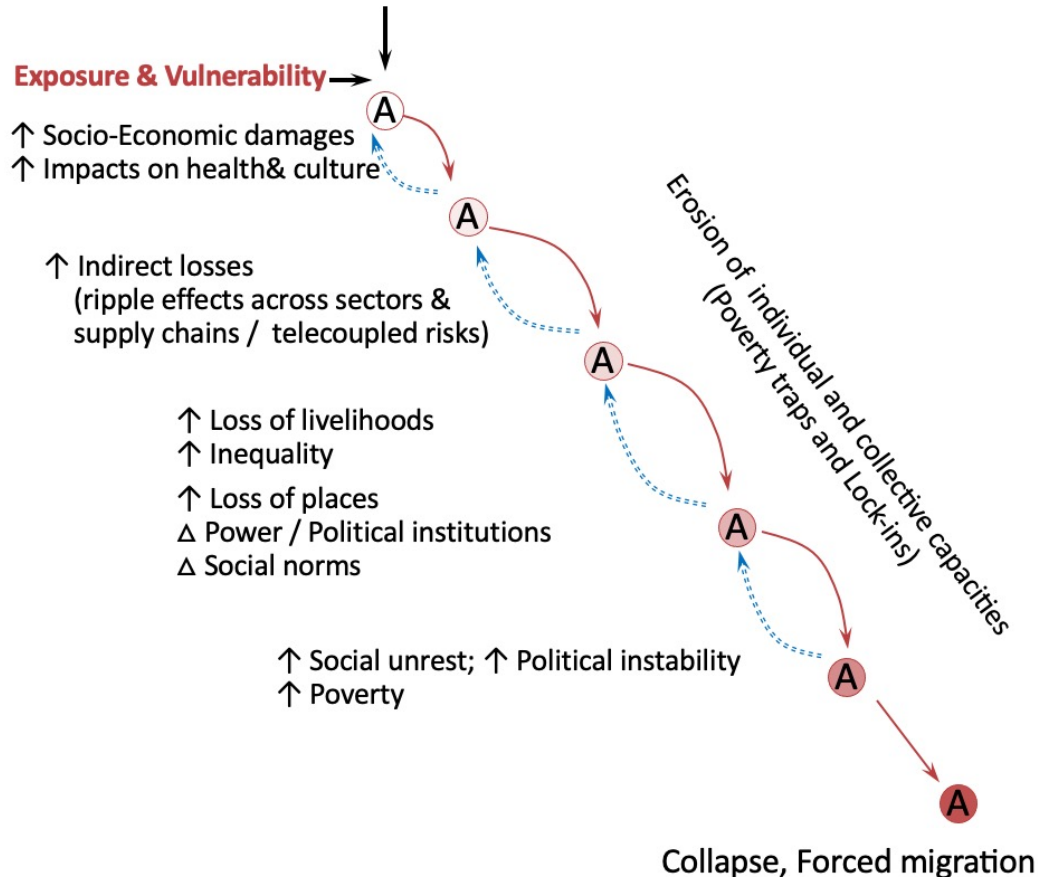 Exposure & Vulnerability
A
↑ Socio-Economic damages
↑ Impacts on health& culture
A
↑ Indirect losses
(ripple effects across sectors &
supply chains / telecoupled risks)
A
Erosion of individual and collective capacities
(Poverty traps and Lock-ins)
↑ Loss of livelihoods
↑ Inequality
↑ Loss of places
Δ Power / Political institutions
Δ Social norms
A
↑ Social unrest; ↑ Political instability
↑ Poverty
A
A
Collapse, Forced migration